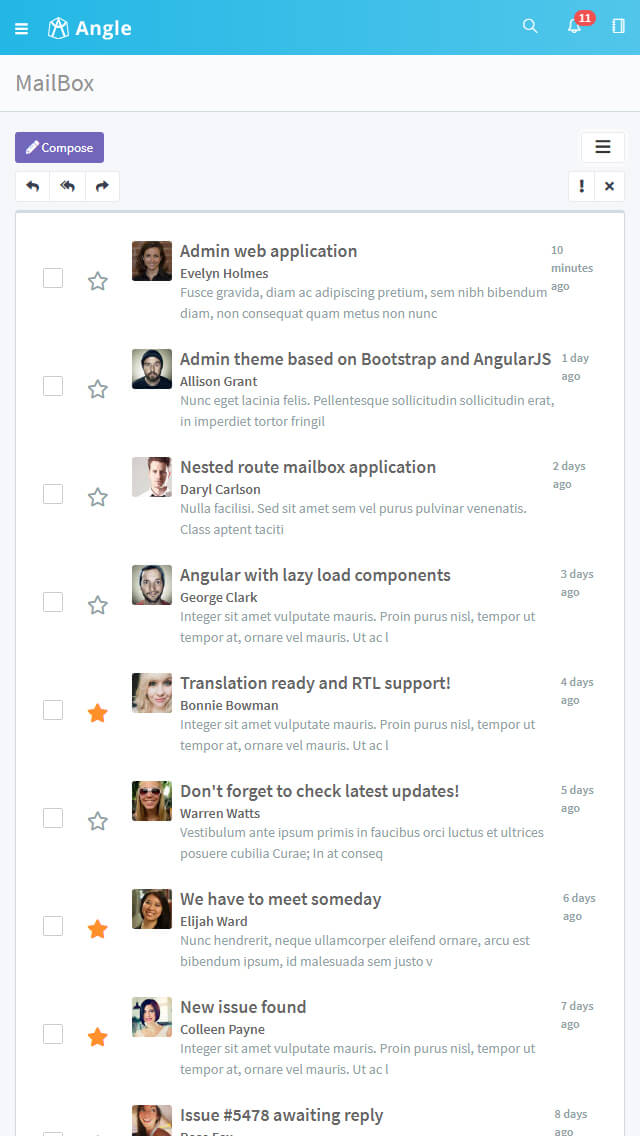 Angle
11
MailBox
Compose
Admin web application
10 minutes ago
Evelyn Holmes
Fusce gravida, diam ac adipiscing pretium, sem nibh bibendum
diam, non consequat quam metus non nunc
Admin theme based on Bootstrap and AngularJS
1 day ago
Allison Grant
Nunc eget lacinia felis. Pellentesque sollicitudin sollicitudin erat,
in imperdiet tortor fringil
Nested route mailbox application
2 days ago
Daryl Carlson
Nulla facilisi. Sed sit amet sem vel purus pulvinar venenatis.
Class aptent taciti
Angular with lazy load components
3 days ago
George Clark
Integer sit amet vulputate mauris. Proin purus nisl, tempor ut
tempor at, ornare vel mauris. Ut ac l
Translation ready and RTL support!
4 days ago
Bonnie Bowman
Integer sit amet vulputate mauris. Proin purus nisl, tempor ut
tempor at, ornare vel mauris. Ut ac l
Don't forget to check latest updates!
5 days ago
Warren Watts
Vestibulum ante ipsum primis in faucibus orci luctus et ultrices
posuere cubilia Curae; In at conseq
We have to meet someday
6 days ago
Elijah Ward
Nunc hendrerit, neque ullamcorper eleifend ornare, arcu est
bibendum ipsum, id malesuada sem justo v
New issue found
7 days ago
Colleen Payne
Integer sit amet vulputate mauris. Proin purus nisl, tempor ut
tempor at, ornare vel mauris. Ut ac l
Issue #5478 awaiting reply
8 days ago